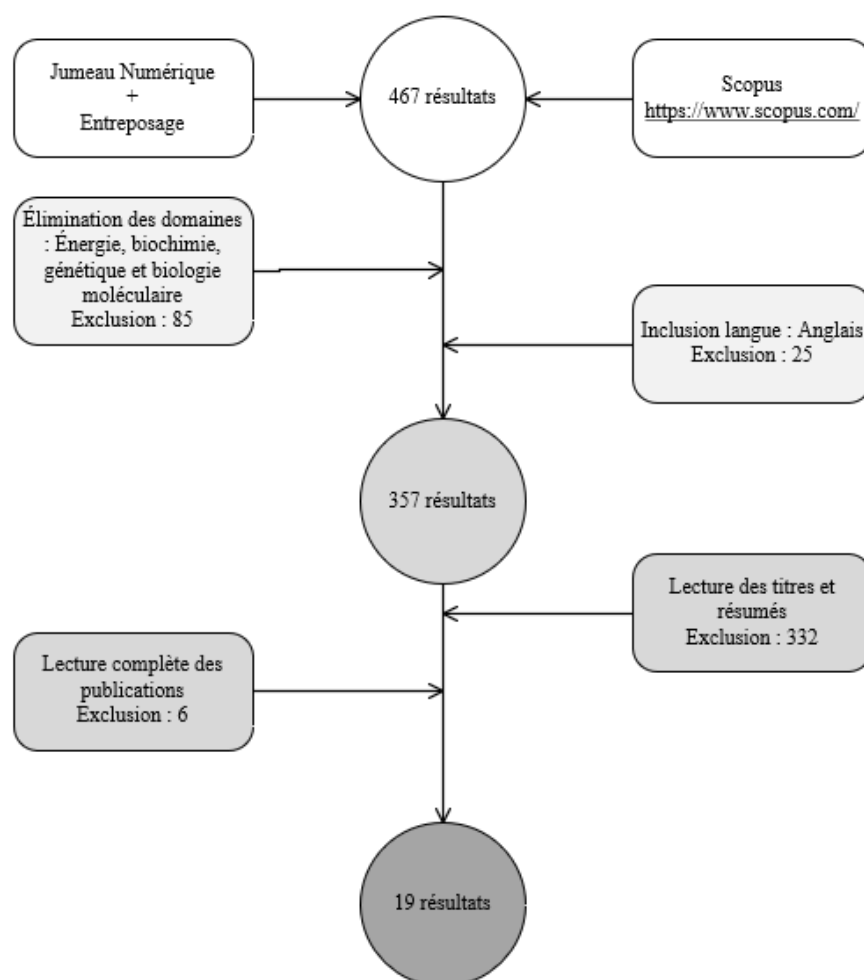 Jumeau Numérique
+
Entreposage
467 résultats
Scopus
https://www.scopus.com/
Élimination des domaines
: Énergie, biochimie,
génétique et biologie
moléculaire
Exclusion : 85
Inclusion langue : Anglais
Exclusion : 25
357 résultats
Lecture des titres et
résumés
Exclusion : 332
Lecture complète des
publications
Exclusion : 6
19 résultats